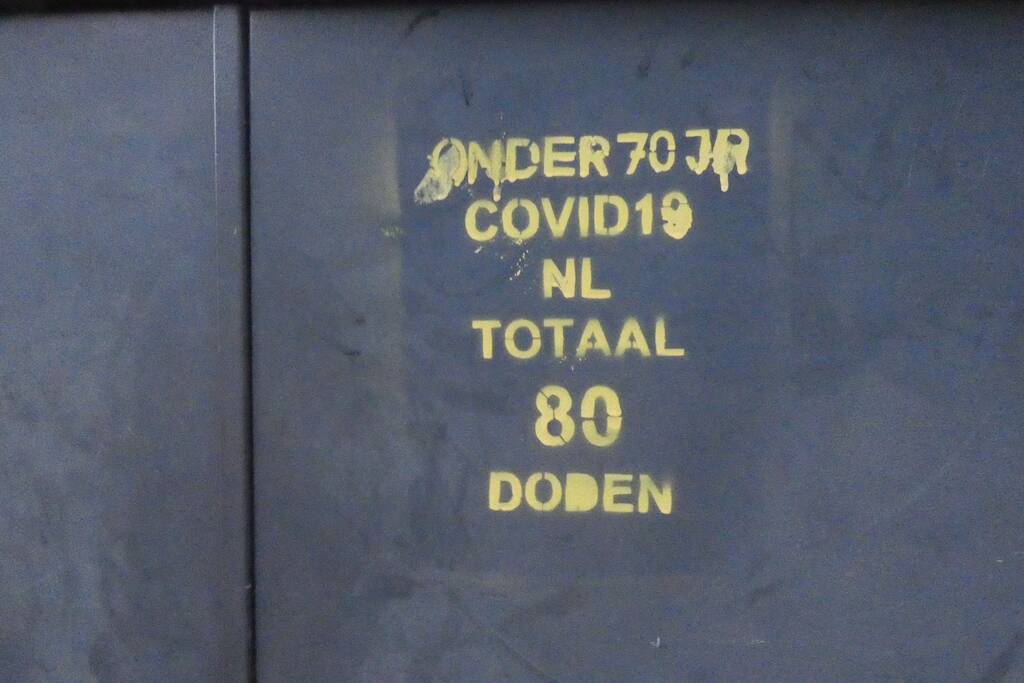 ONDER 70 JR
COVID19
NL
TOTAAL
80
DODEN